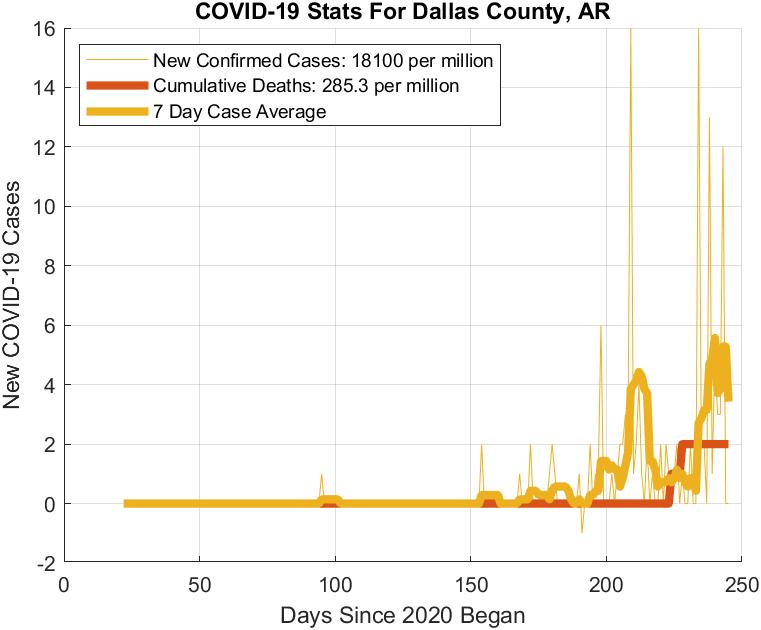 COVID-19 Stats For Dallas County, AR
New Confirmed Cases: 18100 per million
Cumulative Deaths: 285.3 per million
7 Day Case Average
New COVID-19 Cases
16
14
12
10
8
6
4
2
0
-2
0 50 100 150 200 250
Days Since 2020 Began